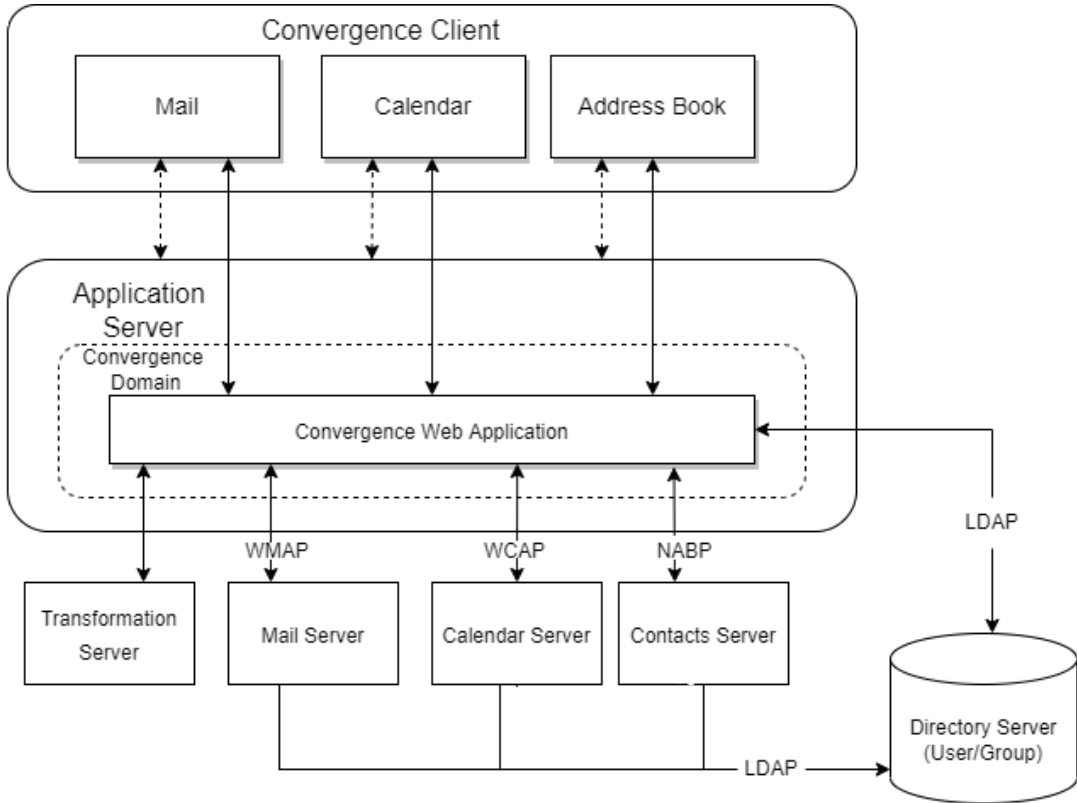 Convergence Client
Mail
Calendar
Address Book
Application
Server
Convergence
Domain
Convergence Web Application
LDAP
WMAP
WCAP
NABP
Transformation
Server
Mail Server
Calendar Server
Contacts Server
Directory Server
(User/Group)
LDAP